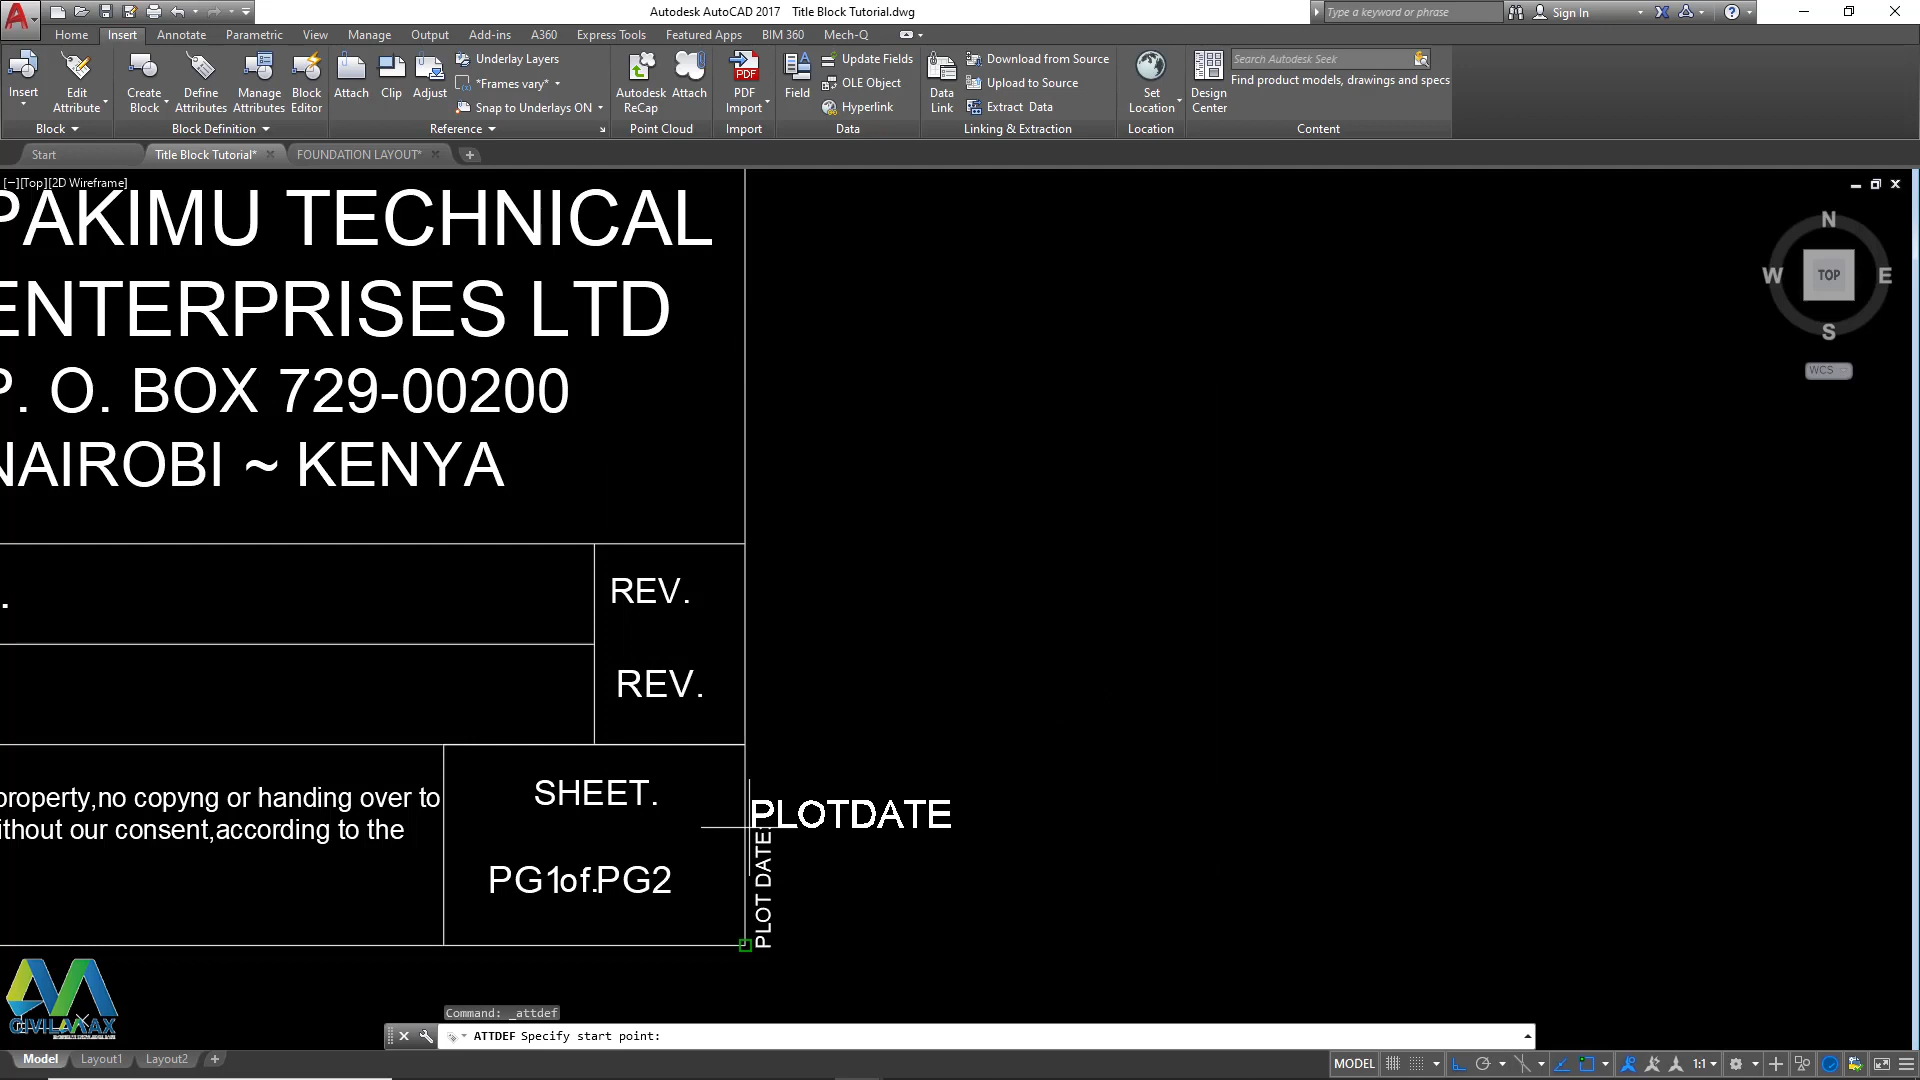 Autodesk AutoCAD 2017 Title Block Tutorial.dwg
Type a keyword or phrase
Sign In
Home Insert Annotate Parametric View Manage Output Add-ins A360 Express Tools Featured Apps BIM 360 Mech-Q
Insert
Edit Attribute
Create Block
Define Attributes
Manage Attributes
Block Editor
Attach
Clip
Adjust
Underlay Layers
*Frames vary*
Snap to Underlays ON
Autodesk ReCap
Attach
PDF
PDF Import
Field
Update Fields
OLE Object
Hyperlink
Data Link
Download from Source
Upload to Source
Extract Data
Set Location
Design Center
Search Autodesk Seek
Find product models, drawings and specs
Block Block Definition Reference Point Cloud Import Data Linking & Extraction Location Content
Start Title Block Tutorial* FOUNDATION LAYOUT*
[−][Top][2D Wireframe]
PAKIMU TECHNICAL
ENTERPRISES LTD
P. O. BOX 729-00200
NAIROBI ~ KENYA
N
W TOP E
S
WCS
.
REV.
REV.
SHEET.
PLOTDATE
PLOT DATE:
property,no copyng or handing over to
ithout our consent,according to the
PG1of.PG2
CIVILMAX
Command: _attdef
ATTDEF Specify start point:
Model Layout1 Layout2
MODEL 1:1